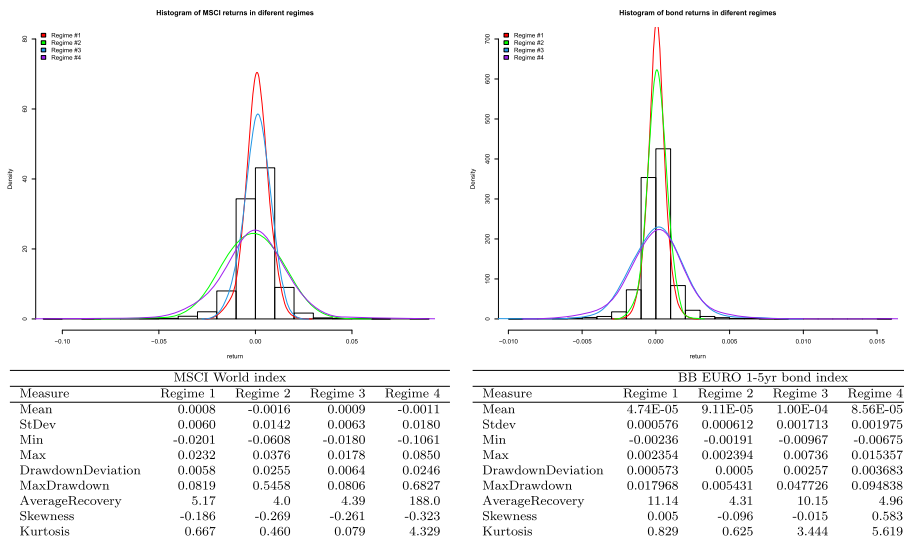 Histogram of MSCI returns in diferent regimes
Regime #1
Regime #2
Regime #3
Regime #4
Density
80
60
40
20
0
-0.10 -0.05 0.00 0.05
return
Histogram of bond returns in diferent regimes
Regime #1
Regime #2
Regime #3
Regime #4
Density
700
600
500
400
300
200
100
0
-0.010 -0.005 0.000 0.005 0.010 0.015
return
MSCI World index
Measure Regime 1 Regime 2 Regime 3 Regime 4
Mean 0.0008 -0.0016 0.0009 -0.0011
StDev 0.0060 0.0142 0.0063 0.0180
Min -0.0201 -0.0608 -0.0180 -0.1061
Max 0.0232 0.0376 0.0178 0.0850
DrawdownDeviation 0.0058 0.0255 0.0064 0.0246
MaxDrawdown 0.0819 0.5458 0.0806 0.6827
AverageRecovery 5.17 4.0 4.39 188.0
Skewness -0.186 -0.269 -0.261 -0.323
Kurtosis 0.667 0.460 0.079 4.329
BB EURO 1-5yr bond index
Measure Regime 1 Regime 2 Regime 3 Regime 4
Mean 4.74E-05 9.11E-05 1.00E-04 8.56E-05
Stdev 0.000576 0.000612 0.001713 0.001975
Min -0.00236 -0.00191 -0.00967 -0.00675
Max 0.002354 0.002394 0.00736 0.015357
DrawdownDeviation 0.000573 0.0005 0.00257 0.003683
MaxDrawdown 0.017968 0.005431 0.047726 0.094838
AverageRecovery 11.14 4.31 10.15 4.96
Skewness 0.005 -0.096 -0.015 0.583
Kurtosis 0.829 0.625 3.444 5.619